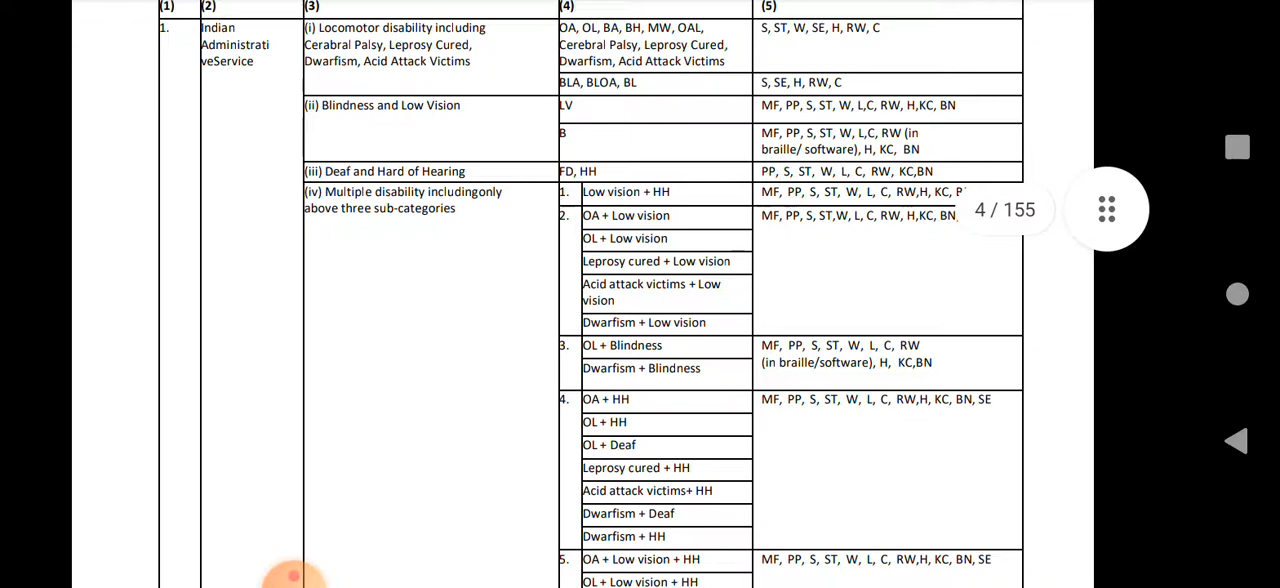 (1) (2) (3) (4) (5)
1. Indian Administrati veService (i) Locomotor disability including Cerabral Palsy, Leprosy Cured, Dwarfism, Acid Attack Victims
OA, OL, BA, BH, MW, OAL, S, ST, W, SE, H, RW, C
Cerebral Palsy, Leprosy Cured,
Dwarfism, Acid Attack Victims
BLA, BLOA, BL S, SE, H, RW, C
(ii) Blindness and Low Vision LV MF, PP, S, ST, W, L,C, RW, H,KC, BN
B MF, PP, S, ST, W, L,C, RW (in
braille/ software), H, KC, BN
(iii) Deaf and Hard of Hearing FD, HH PP, S, ST, W, L, C, RW, KC,BN
(iv) Multiple disability includingonly 1. Low vision + HH MF, PP, S, ST, W, L, C, RW,H, KC,
above three sub-categories
4 / 155
2. OA + Low vision MF, PP, S, ST,W, L, C, RW, H,KC, BN,
OL + Low vision
Leprosy cured + Low vision
Acid attack victims + Low
vision
Dwarfism + Low vision
3. OL + Blindness MF, PP, S, ST, W, L, C, RW
Dwarfism + Blindness (in braille/software), H, KC,BN
4. OA + HH MF, PP, S, ST, W, L, C, RW,H, KC, BN, SE
OL + HH
OL + Deaf
Leprosy cured + HH
Acid attack victims+ HH
Dwarfism + Deaf
Dwarfism + HH
5. OA + Low vision + HH MF, PP, S, ST, W, L, C, RW,H, KC, BN, SE
OL + Low vision + HH